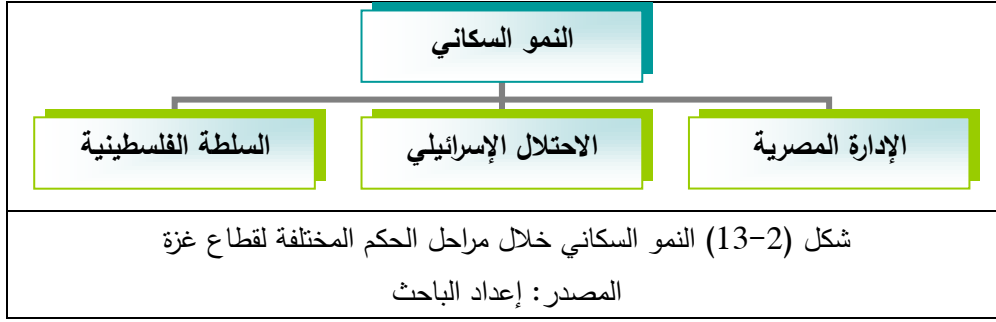 النمو السكاني
الإدارة المصرية
الاحتلال الإسرائيلي
السلطة الفلسطينية
شكل (2-13) النمو السكاني خلال مراحل الحكم المختلفة لقطاع غزة
المصدر: إعداد الباحث